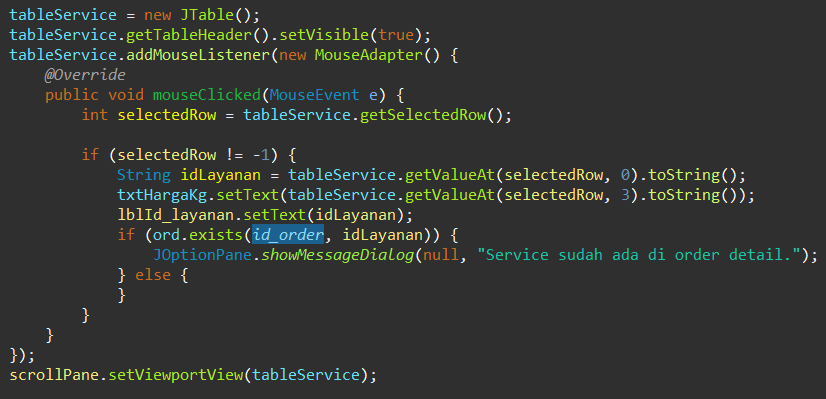 tableService = new JTable();
tableService.getTableHeader().setVisible(true);
tableService.addMouseListener(new MouseAdapter() {
    @Override
    public void mouseClicked(MouseEvent e) {
        int selectedRow = tableService.getSelectedRow();

        if (selectedRow != -1) {
            String idLayanan = tableService.getValueAt(selectedRow, 0).toString();
            txtHargaKg.setText(tableService.getValueAt(selectedRow, 3).toString());
            lblId_layanan.setText(idLayanan);
            if (ord.exists(id_order, idLayanan)) {
                JOptionPane.showMessageDialog(null, "Service sudah ada di order detail.");
            } else {
            }
        }
    }
});
scrollPane.setViewportView(tableService);